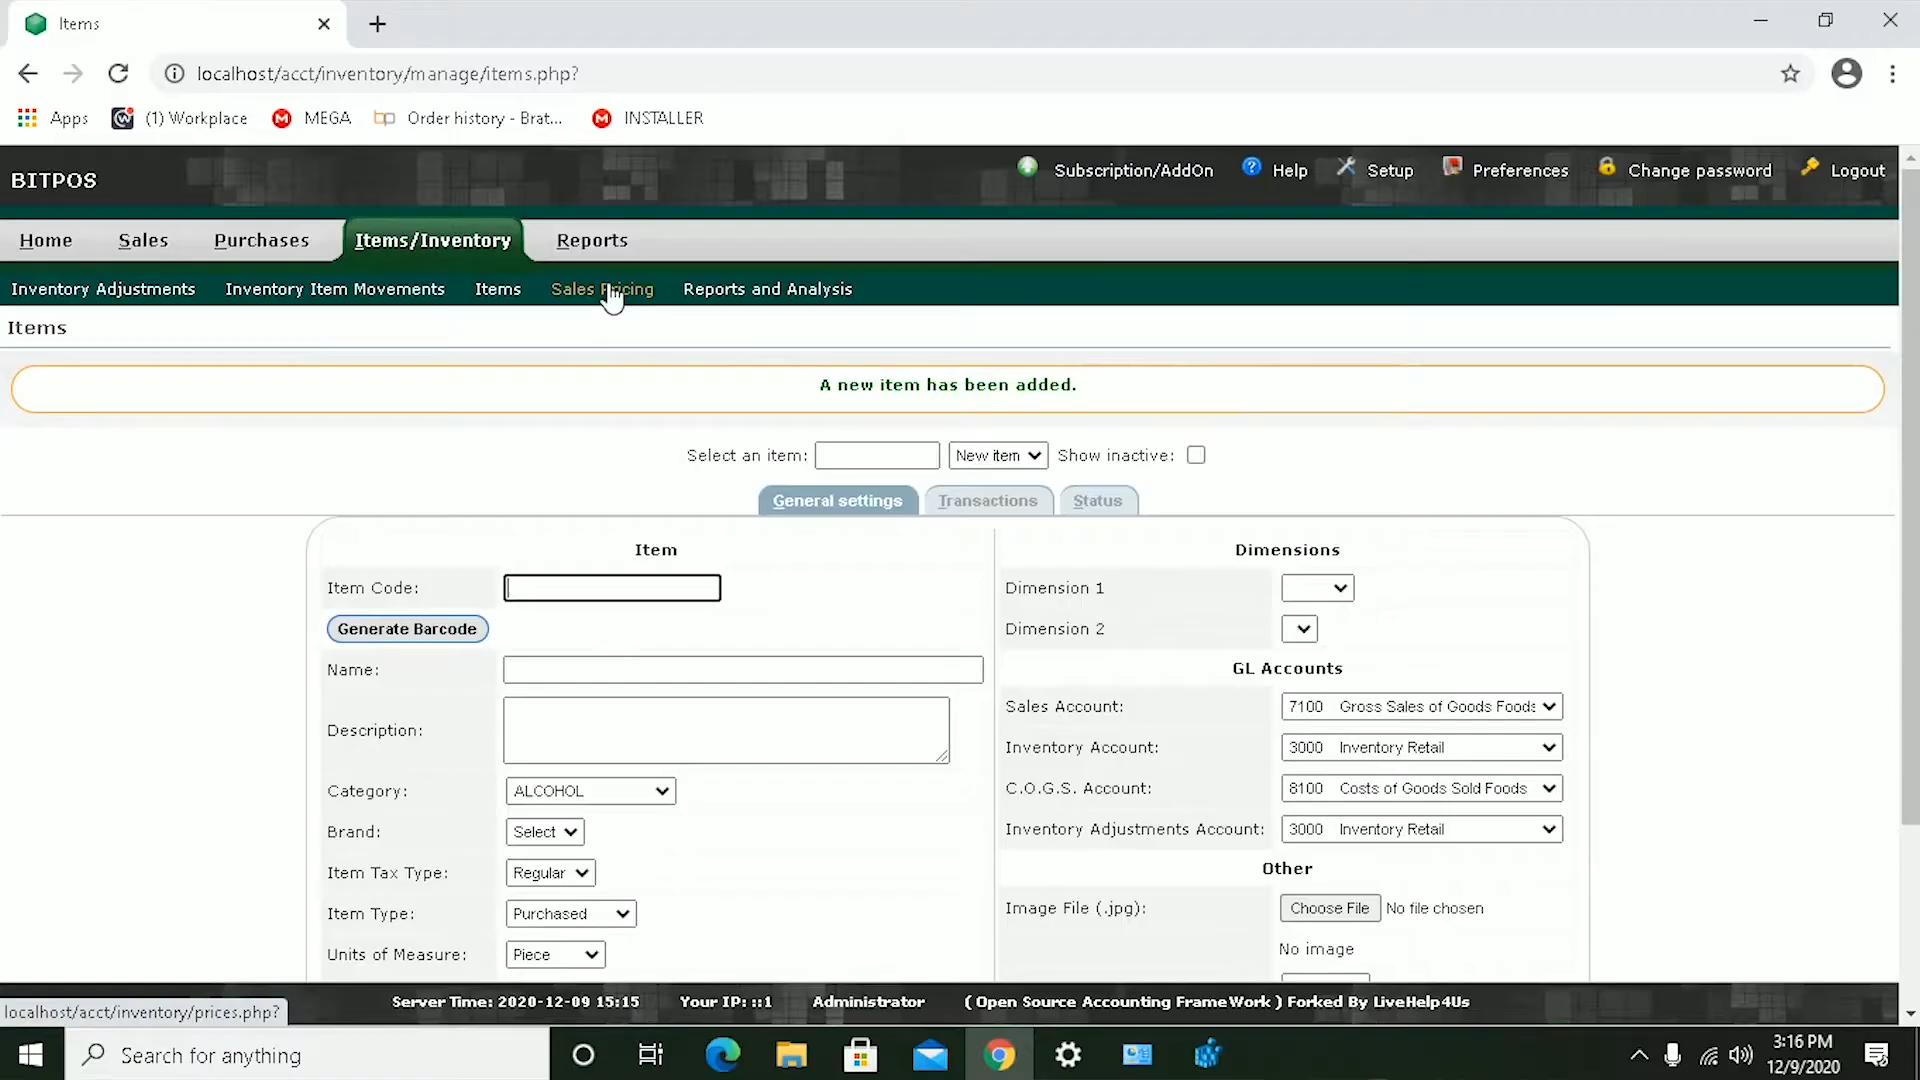 Items
localhost/acct/inventory/manage/items.php?
Apps
(1) Workplace
MEGA
Order history - Brat...
INSTALLER
BITPOS
Subscription/AddOn
Help
Setup
Preferences
Change password
Logout
Home
Sales
Purchases
Items/Inventory
Reports
Inventory Adjustments
Inventory Item Movements
Items
Sales Pricing
Reports and Analysis
Items
A new item has been added.
Select an item:
New item
Show inactive:
General settings
Transactions
Status
Item
Item Code:
Generate Barcode
Name:
Description:
Category:
ALCOHOL
Brand:
Select
Item Tax Type:
Regular
Item Type:
Purchased
Units of Measure:
Piece
Dimensions
Dimension 1
Dimension 2
GL Accounts
Sales Account:
7100 Gross Sales of Goods Foods
Inventory Account:
3000 Inventory Retail
C.O.G.S. Account:
8100 Costs of Goods Sold Foods
Inventory Adjustments Account:
3000 Inventory Retail
Other
Image File (.jpg):
Choose File No file chosen
No image
localhost/acct/inventory/prices.php?
Server Time: 2020-12-09 15:15
Your IP: ::1
Administrator
( Open Source Accounting FrameWork ) Forked By LiveHelp4Us
Search for anything
3:16 PM
12/9/2020